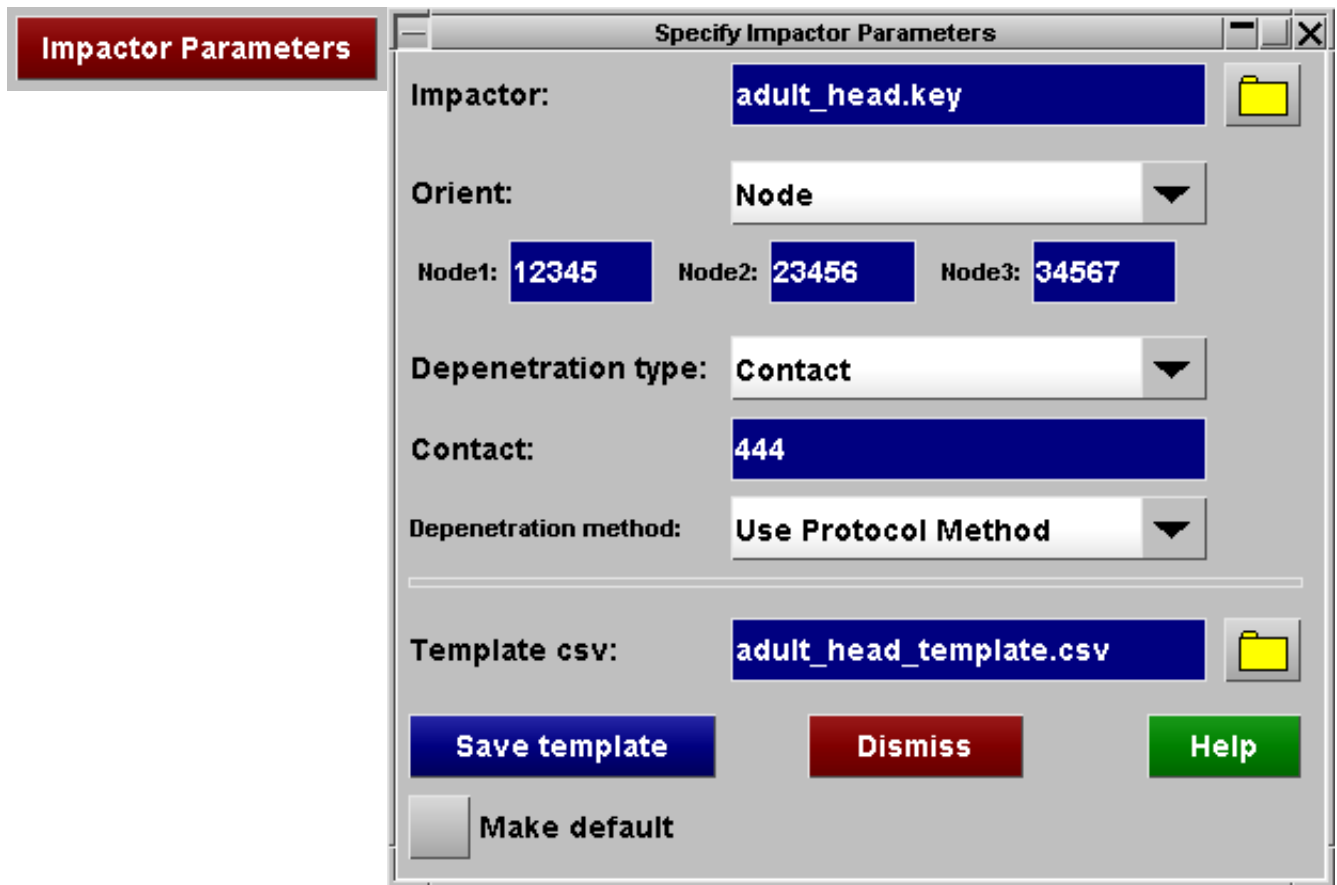 Impactor Parameters
Specify Impactor Parameters
Impactor: adult_head.key
Orient: Node
Node1: 12345 Node2: 23456 Node3: 34567
Depenetration type: Contact
Contact: 444
Depenetration method: Use Protocol Method
Template csv: adult_head_template.csv
Save template Dismiss Help
Make default